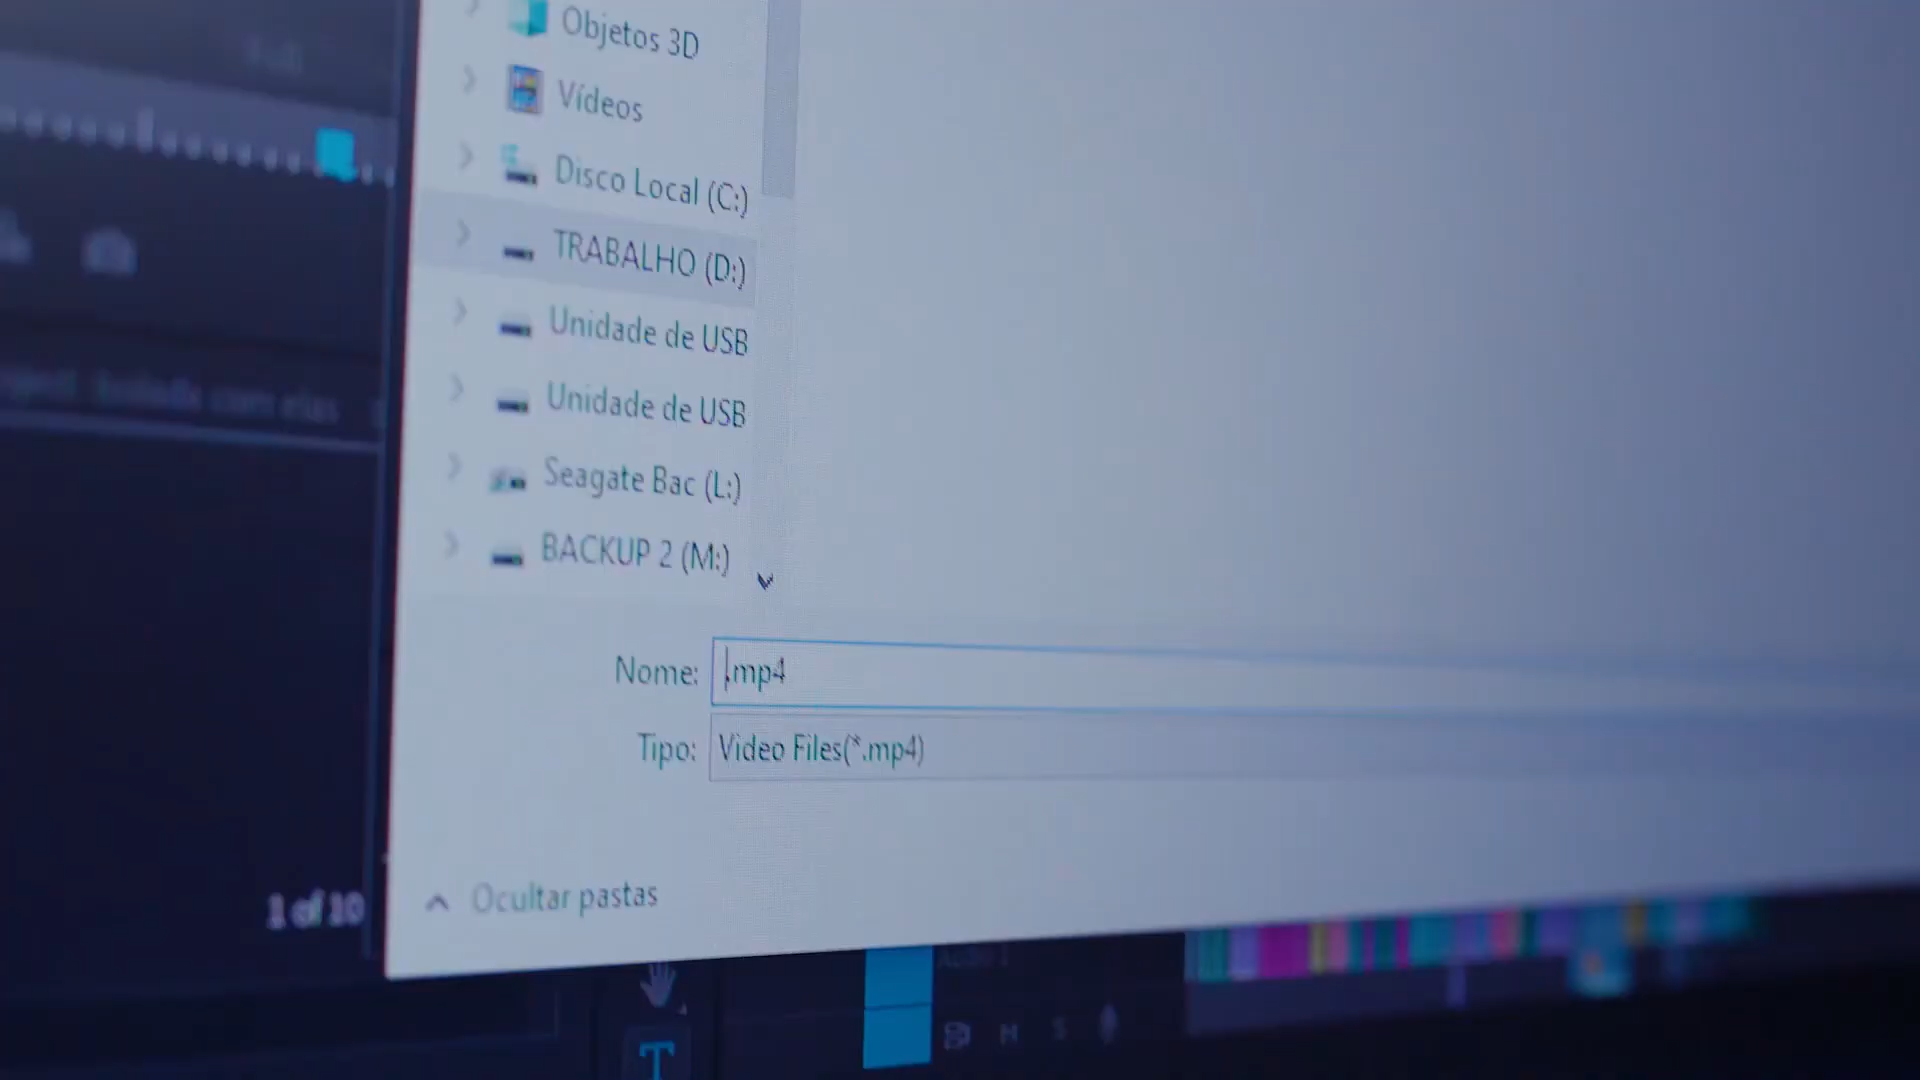 Objetos 3D
Vídeos
Disco Local (C:)
TRABALHO (D:)
Unidade de USB
Unidade de USB
Seagate Bac (L:)
BACKUP 2 (M:)
Nome: .mp4
Tipo: Video Files(*.mp4)
Ocultar pastas
1 of 10
T
M S